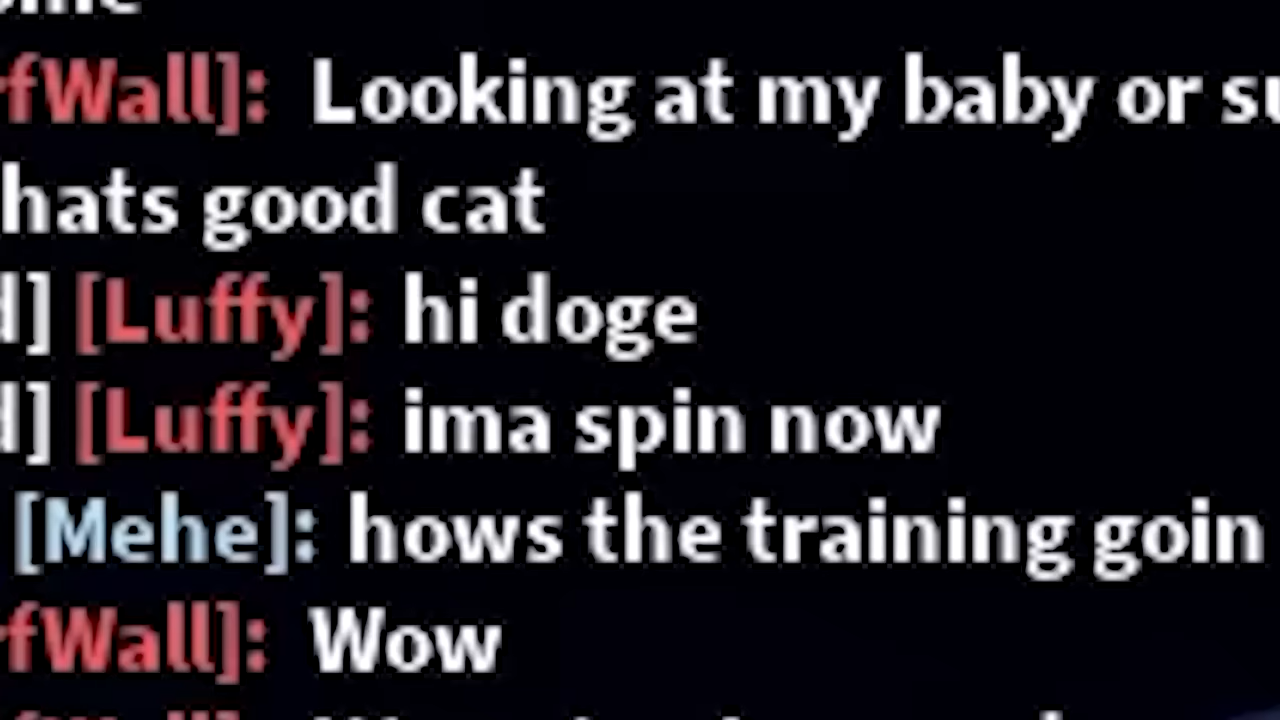 fWall]: Looking at my baby or su
hats good cat
d] [Luffy]: hi doge
d] [Luffy]: ima spin now
[Mehe]: hows the training goin
fWall]: Wow